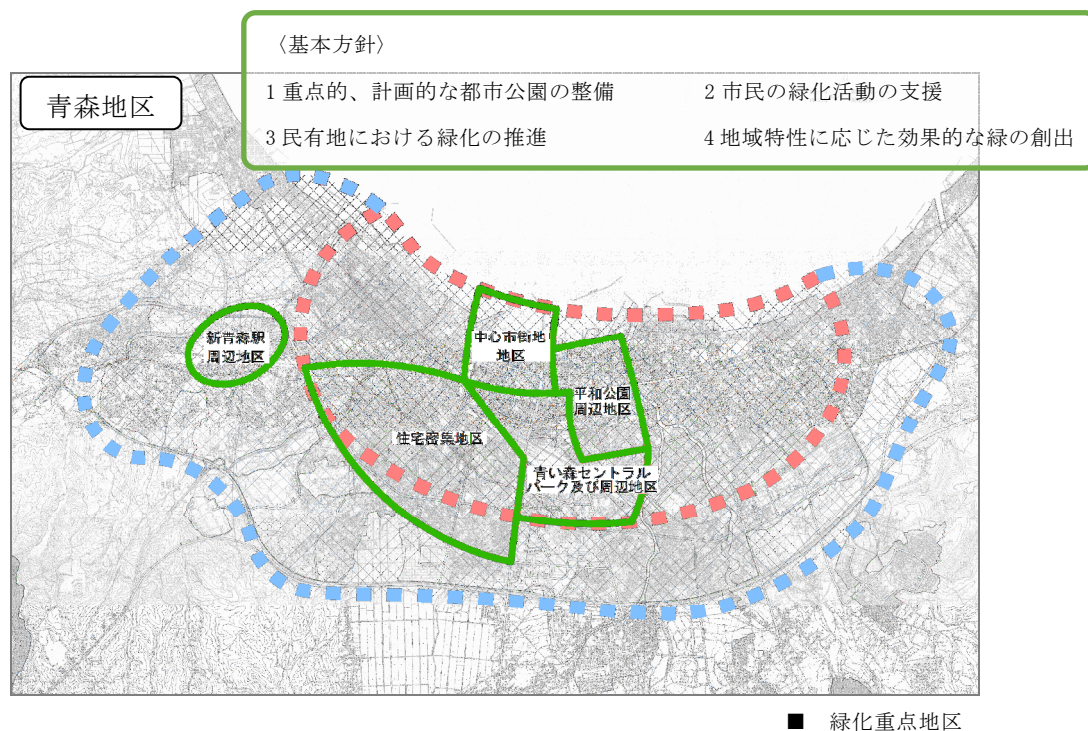 〈基本方針〉
1 重点的、計画的な都市公園の整備
2 市民の緑化活動の支援
3 民有地における緑化の推進
4 地域特性に応じた効果的な緑の創出
青森地区
新青森駅
周辺地区
中心市街地
地区
平和公園
周辺地区
住宅密集地区
青い森セントラル
パーク及び周辺地区
■ 緑化重点地区